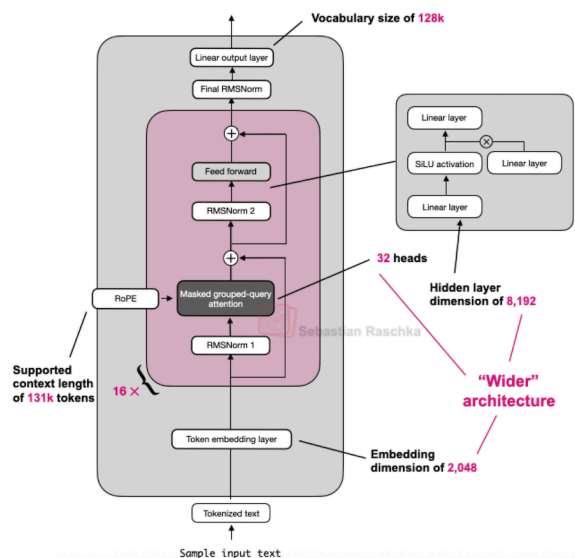 Vocabulary size of 128k
Linear output layer
Final RMSNorm
Feed forward
RMSNorm 2
Masked grouped-query
attention
RoPE
RMSNorm 1
16 ×
Token embedding layer
Tokenized text
Sample input text
Supported
context length
of 131k tokens
Linear layer
SiLU activation
Linear layer
Linear layer
32 heads
Hidden layer
dimension of 8,192
"Wider"
architecture
Embedding
dimension of 2,048
Sebastian Raschka